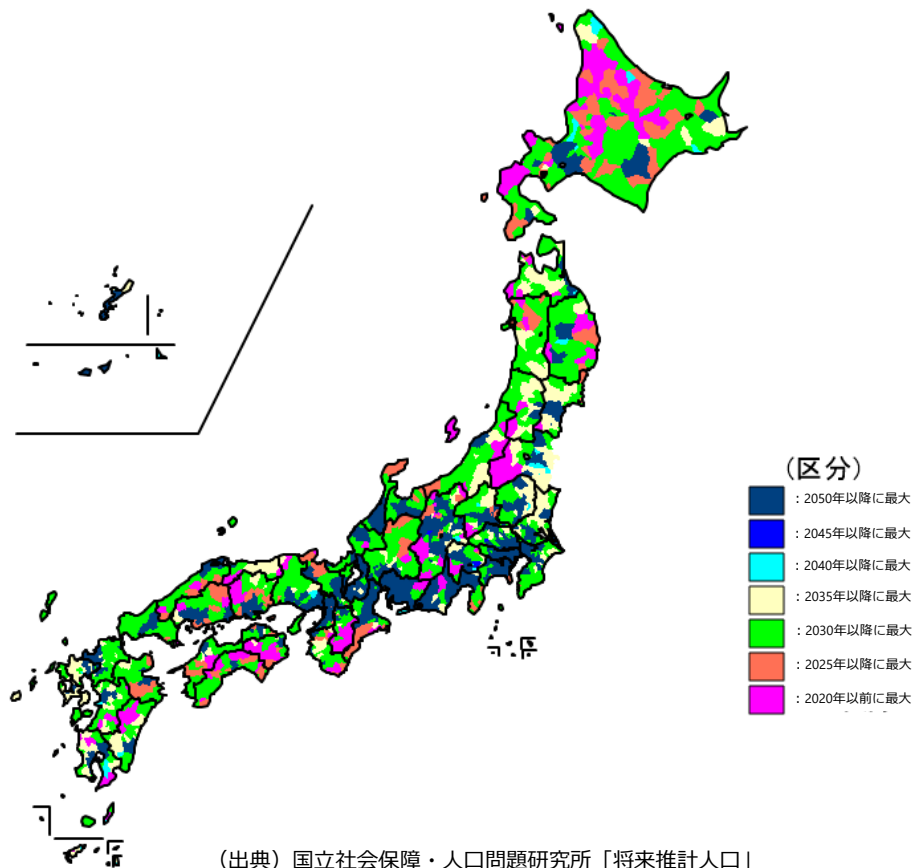 (区分)
：2050年以降に最大
：2045年以降に最大
：2040年以降に最大
：2035年以降に最大
：2030年以降に最大
：2025年以降に最大
：2020年以前に最大
（出典）国立社会保障・人口問題研究所「将来推計人口」